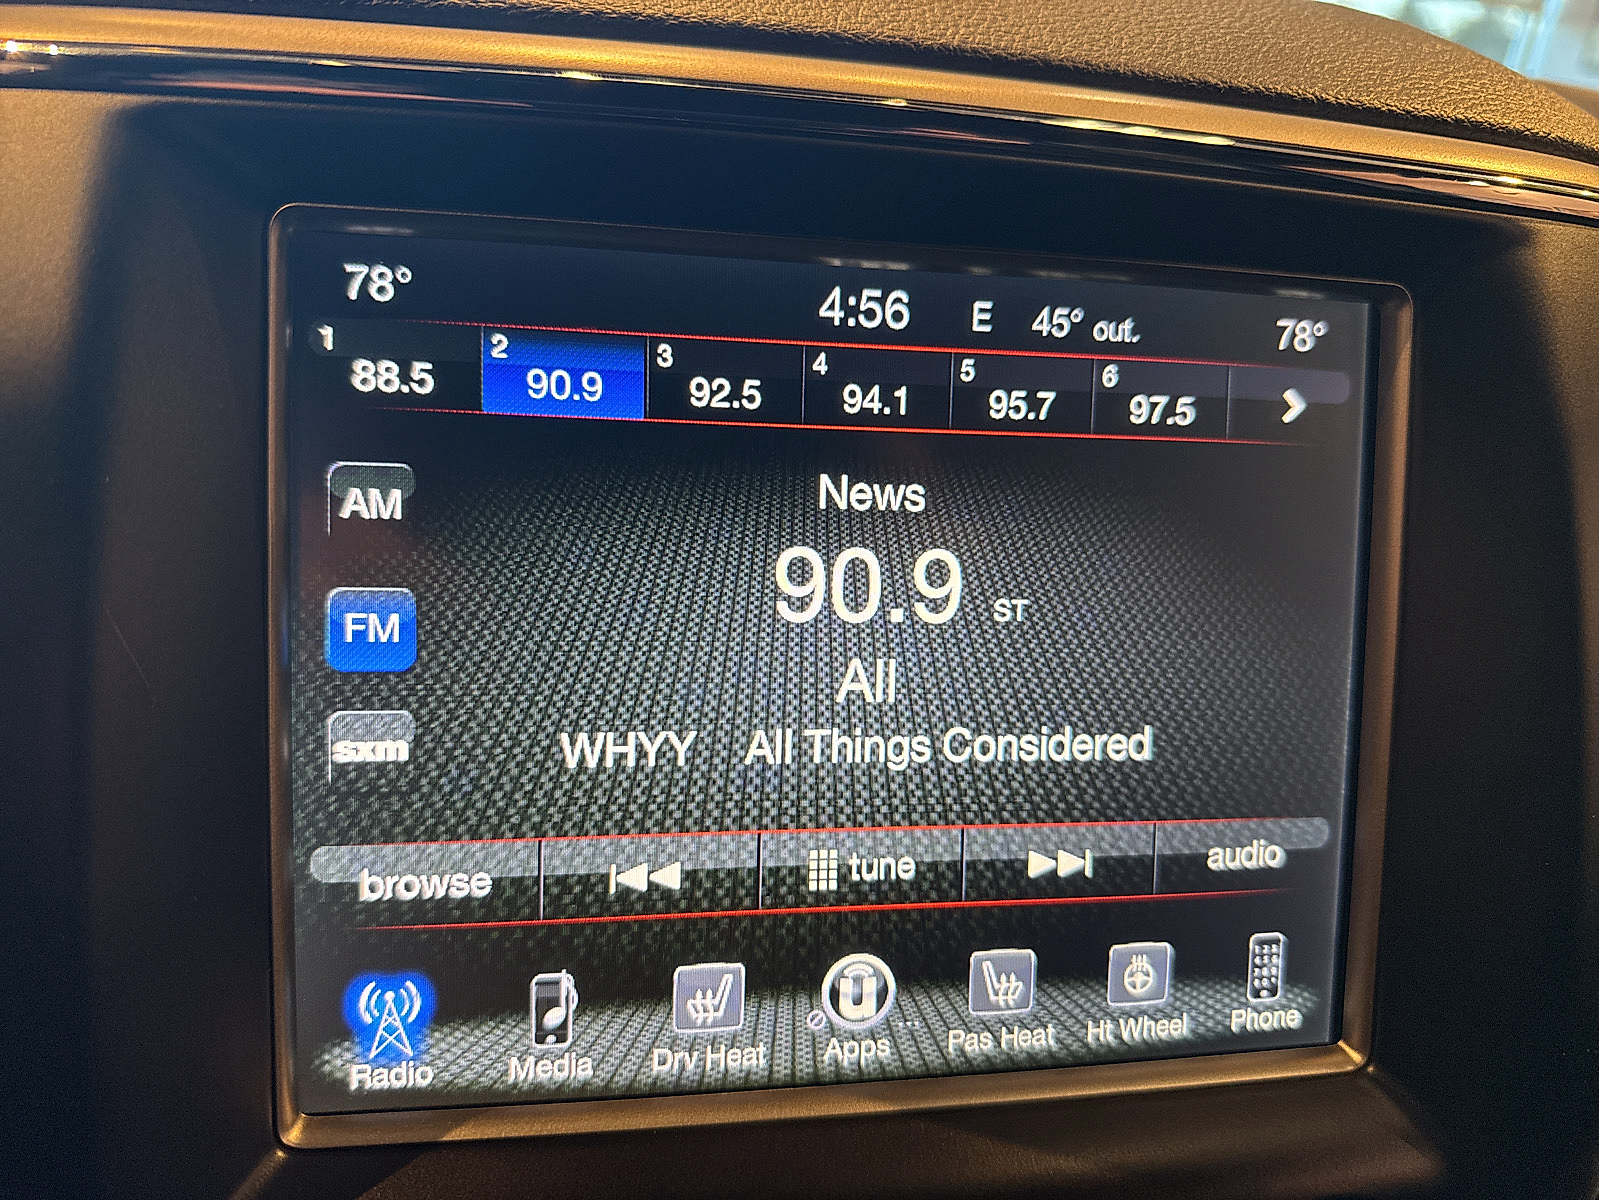 78° 4:56 E 45° out. 78°
1 88.5 2 90.9 3 92.5 4 94.1 5 95.7 6 97.5
AM
News
90.9 ST
FM
All
sxm
WHYY All Things Considered
browse tune audio
Radio Media Drv Heat Apps Pas Heat Ht Wheel Phone